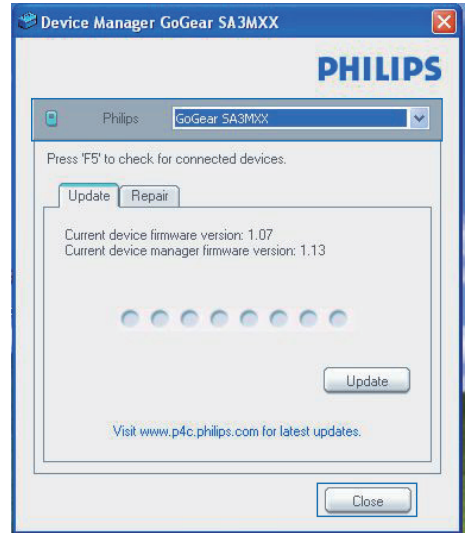 Device Manager GoGear SA3MXX
PHILIPS
Philips GoGear SA3MXX
Press 'F5' to check for connected devices.
Update Repair
Current device firmware version: 1.07
Current device manager firmware version: 1.13
Update
Visit www.p4c.philips.com for latest updates.
Close